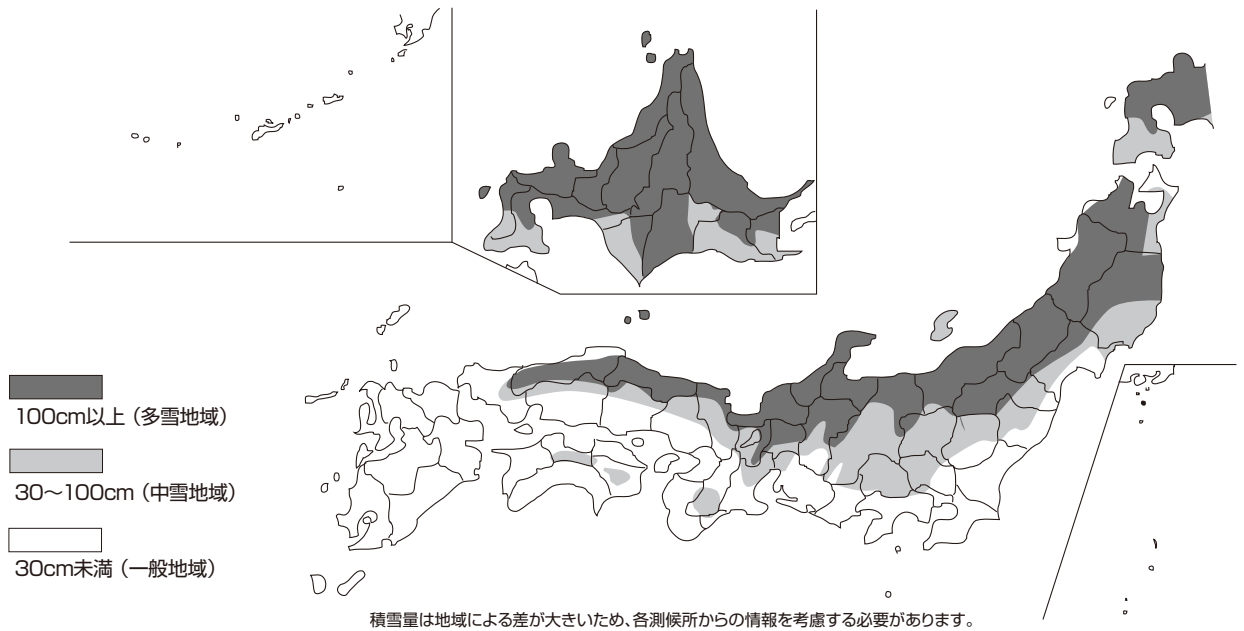 100cm以上（多雪地域）
30〜100cm（中雪地域）
30cm未満（一般地域）
積雪量は地域による差が大きいため、各測候所からの情報を考慮する必要があります。